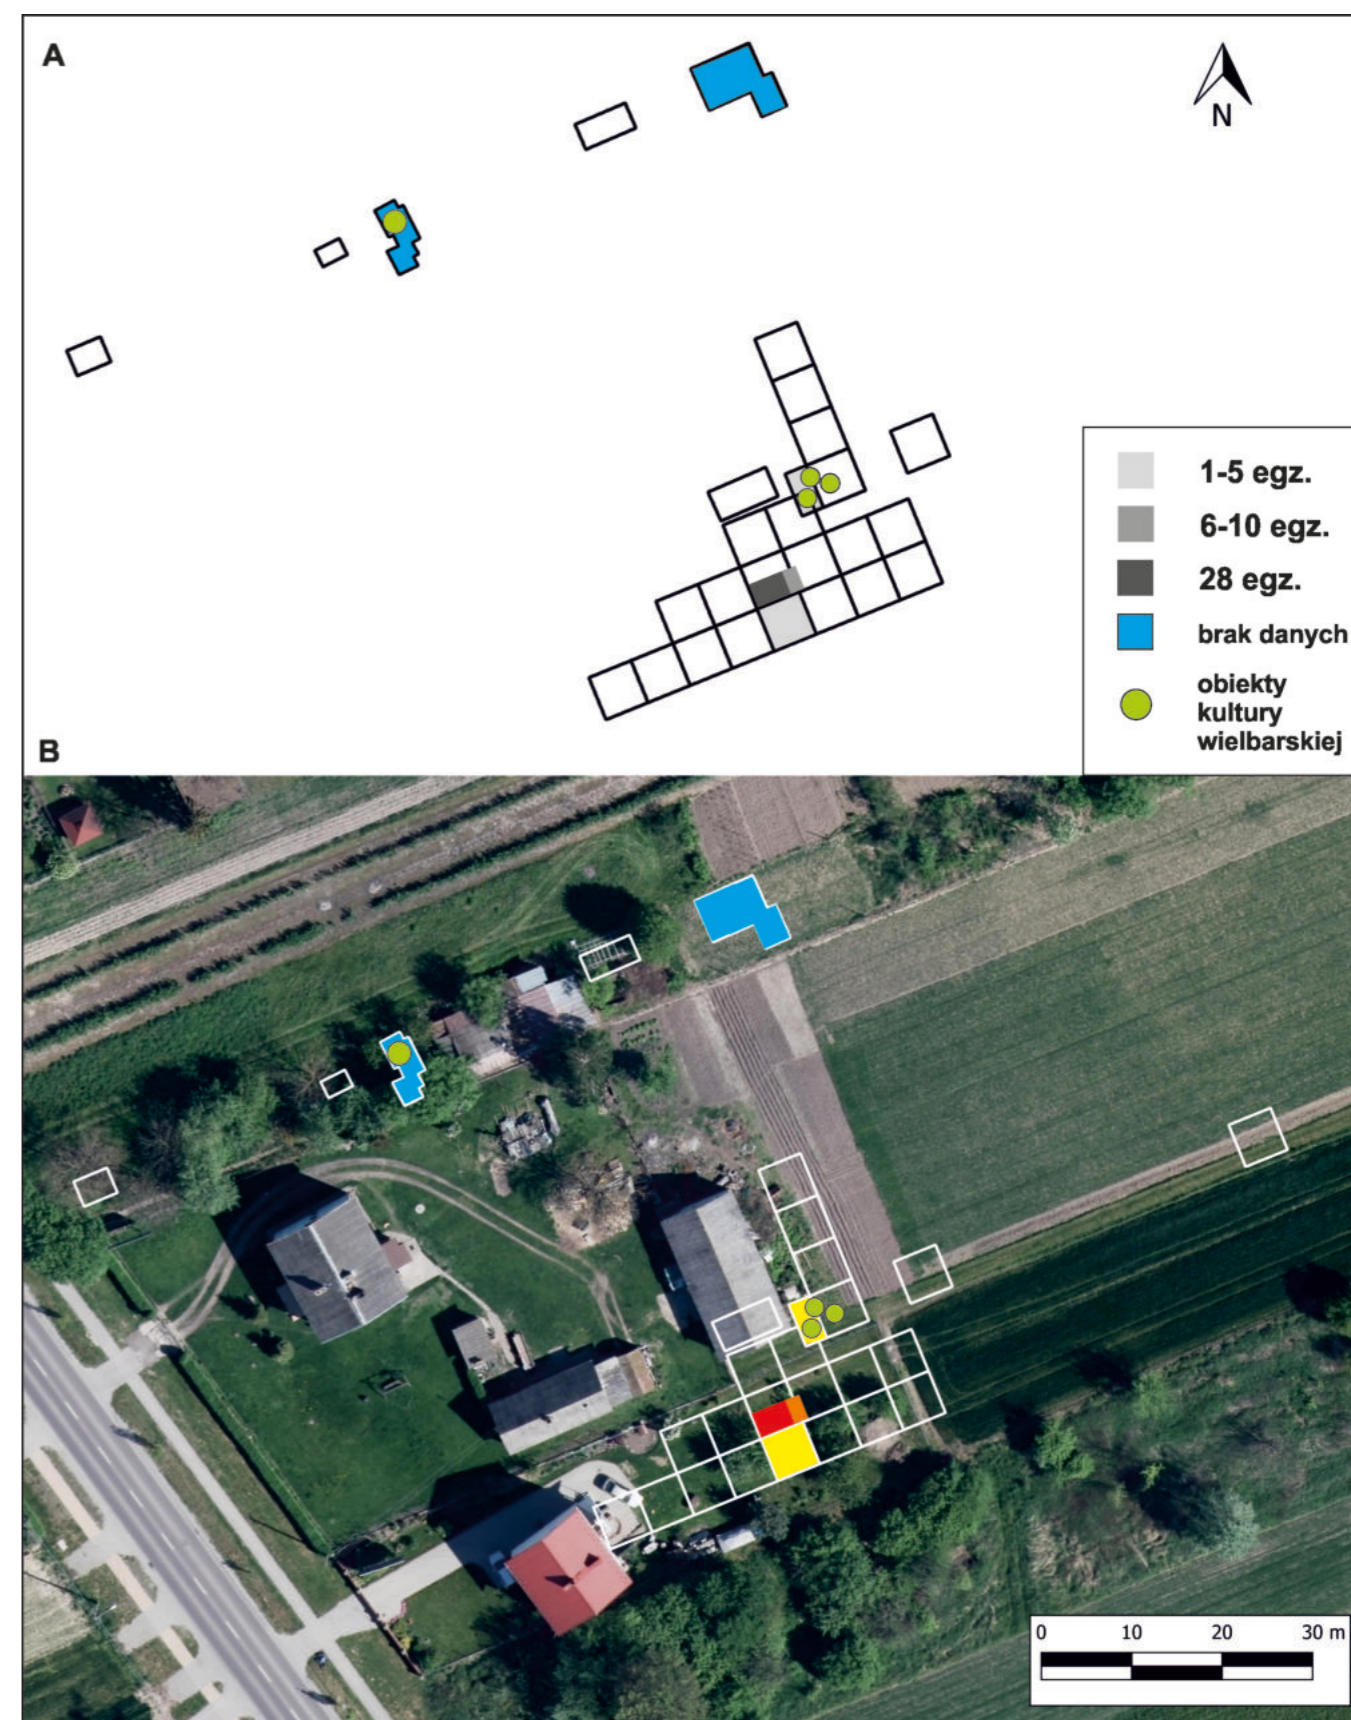 A
N
1-5 egz.
6-10 egz.
28 egz.
brak danych
obiekty
kultury
wielbarskiej
B
0 10 20 30 m